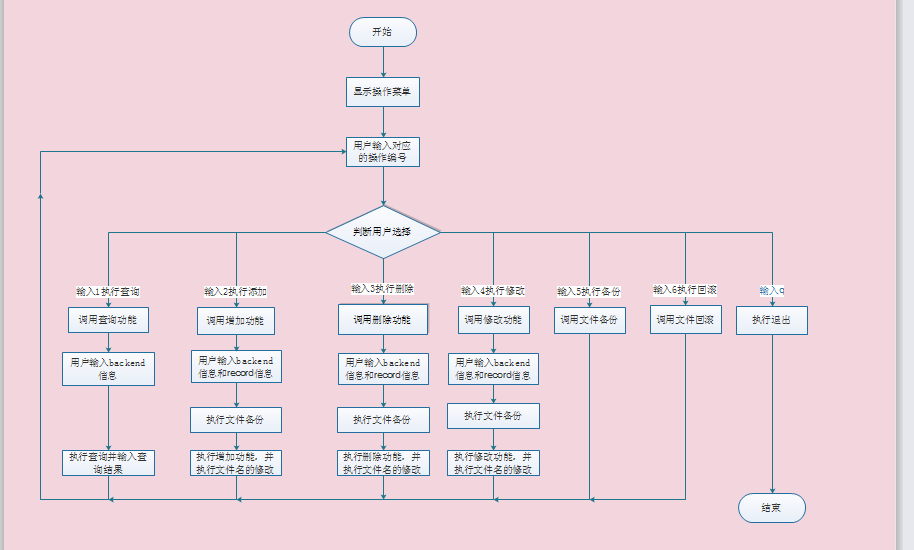 开始
显示操作菜单
用户输入对应
的操作编号
判断用户选择
输入1执行查询
输入2执行添加
输入3执行删除
输入4执行修改
输入5执行备份
输入6执行回滚
输入q
调用查询功能
调用增加功能
调用删除功能
调用修改功能
调用文件备份
调用文件回滚
执行退出
用户输入backend
信息
用户输入backend
信息和record信息
用户输入backend
信息和record信息
用户输入backend
信息和record信息
执行文件备份
执行文件备份
执行文件备份
执行查询并输入查
询结果
执行增加功能，并
执行文件名的修改
执行删除功能，并
执行文件名的修改
执行修改功能，并
执行文件名的修改
结束